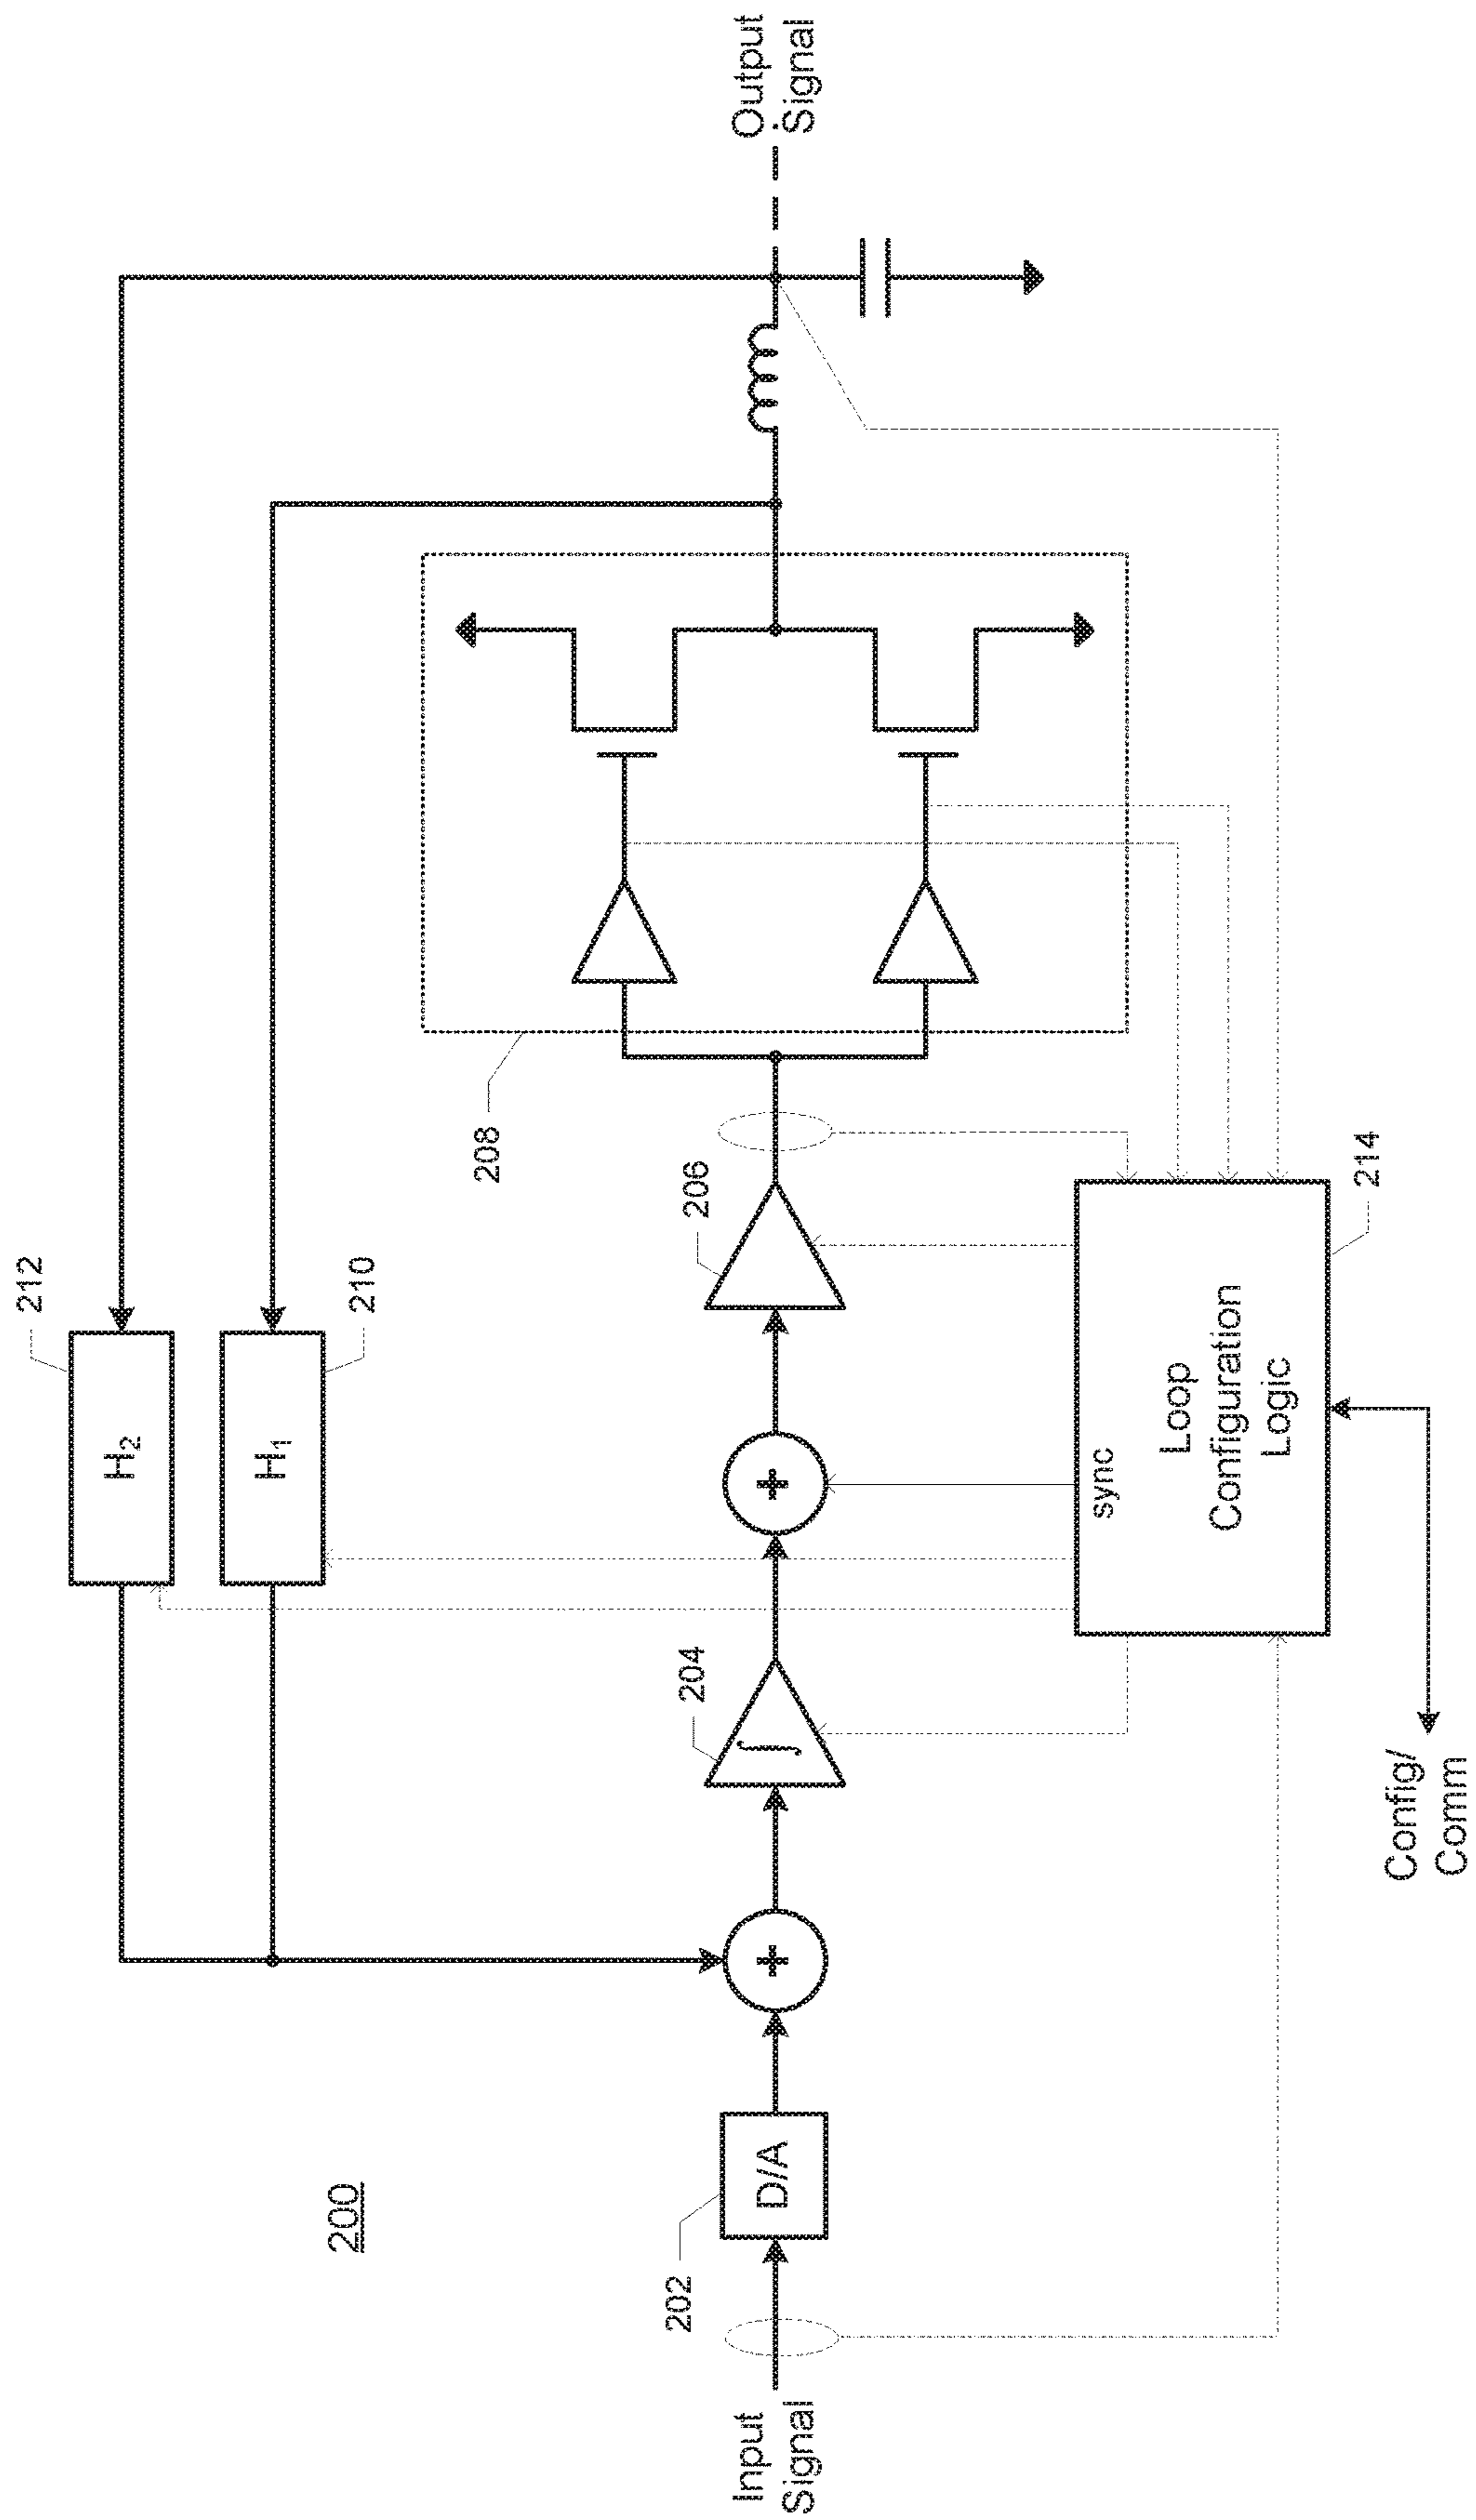 200
212
H₂
H₁
210
Input
Signal
202
D/A
+
204
∫
+
206
208
Output
Signal
sync
Loop
Configuration
Logic
214
Config/
Comm